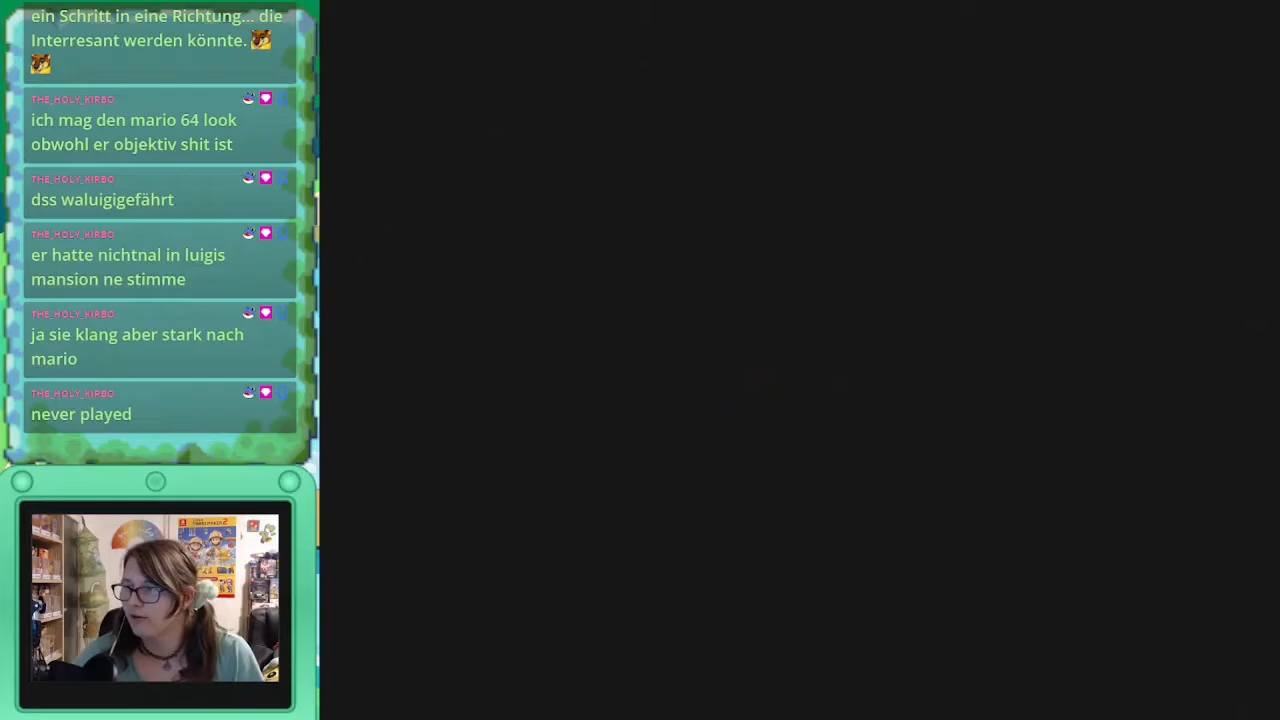 ein Schritt in eine Richtung... die
Interresant werden könnte.
THE_HOLY_KIRBO
ich mag den mario 64 look
obwohl er objektiv shit ist
THE_HOLY_KIRBO
dss waluigigefährt
THE_HOLY_KIRBO
er hatte nichtnal in luigis
mansion ne stimme
THE_HOLY_KIRBO
ja sie klang aber stark nach
mario
THE_HOLY_KIRBO
never played